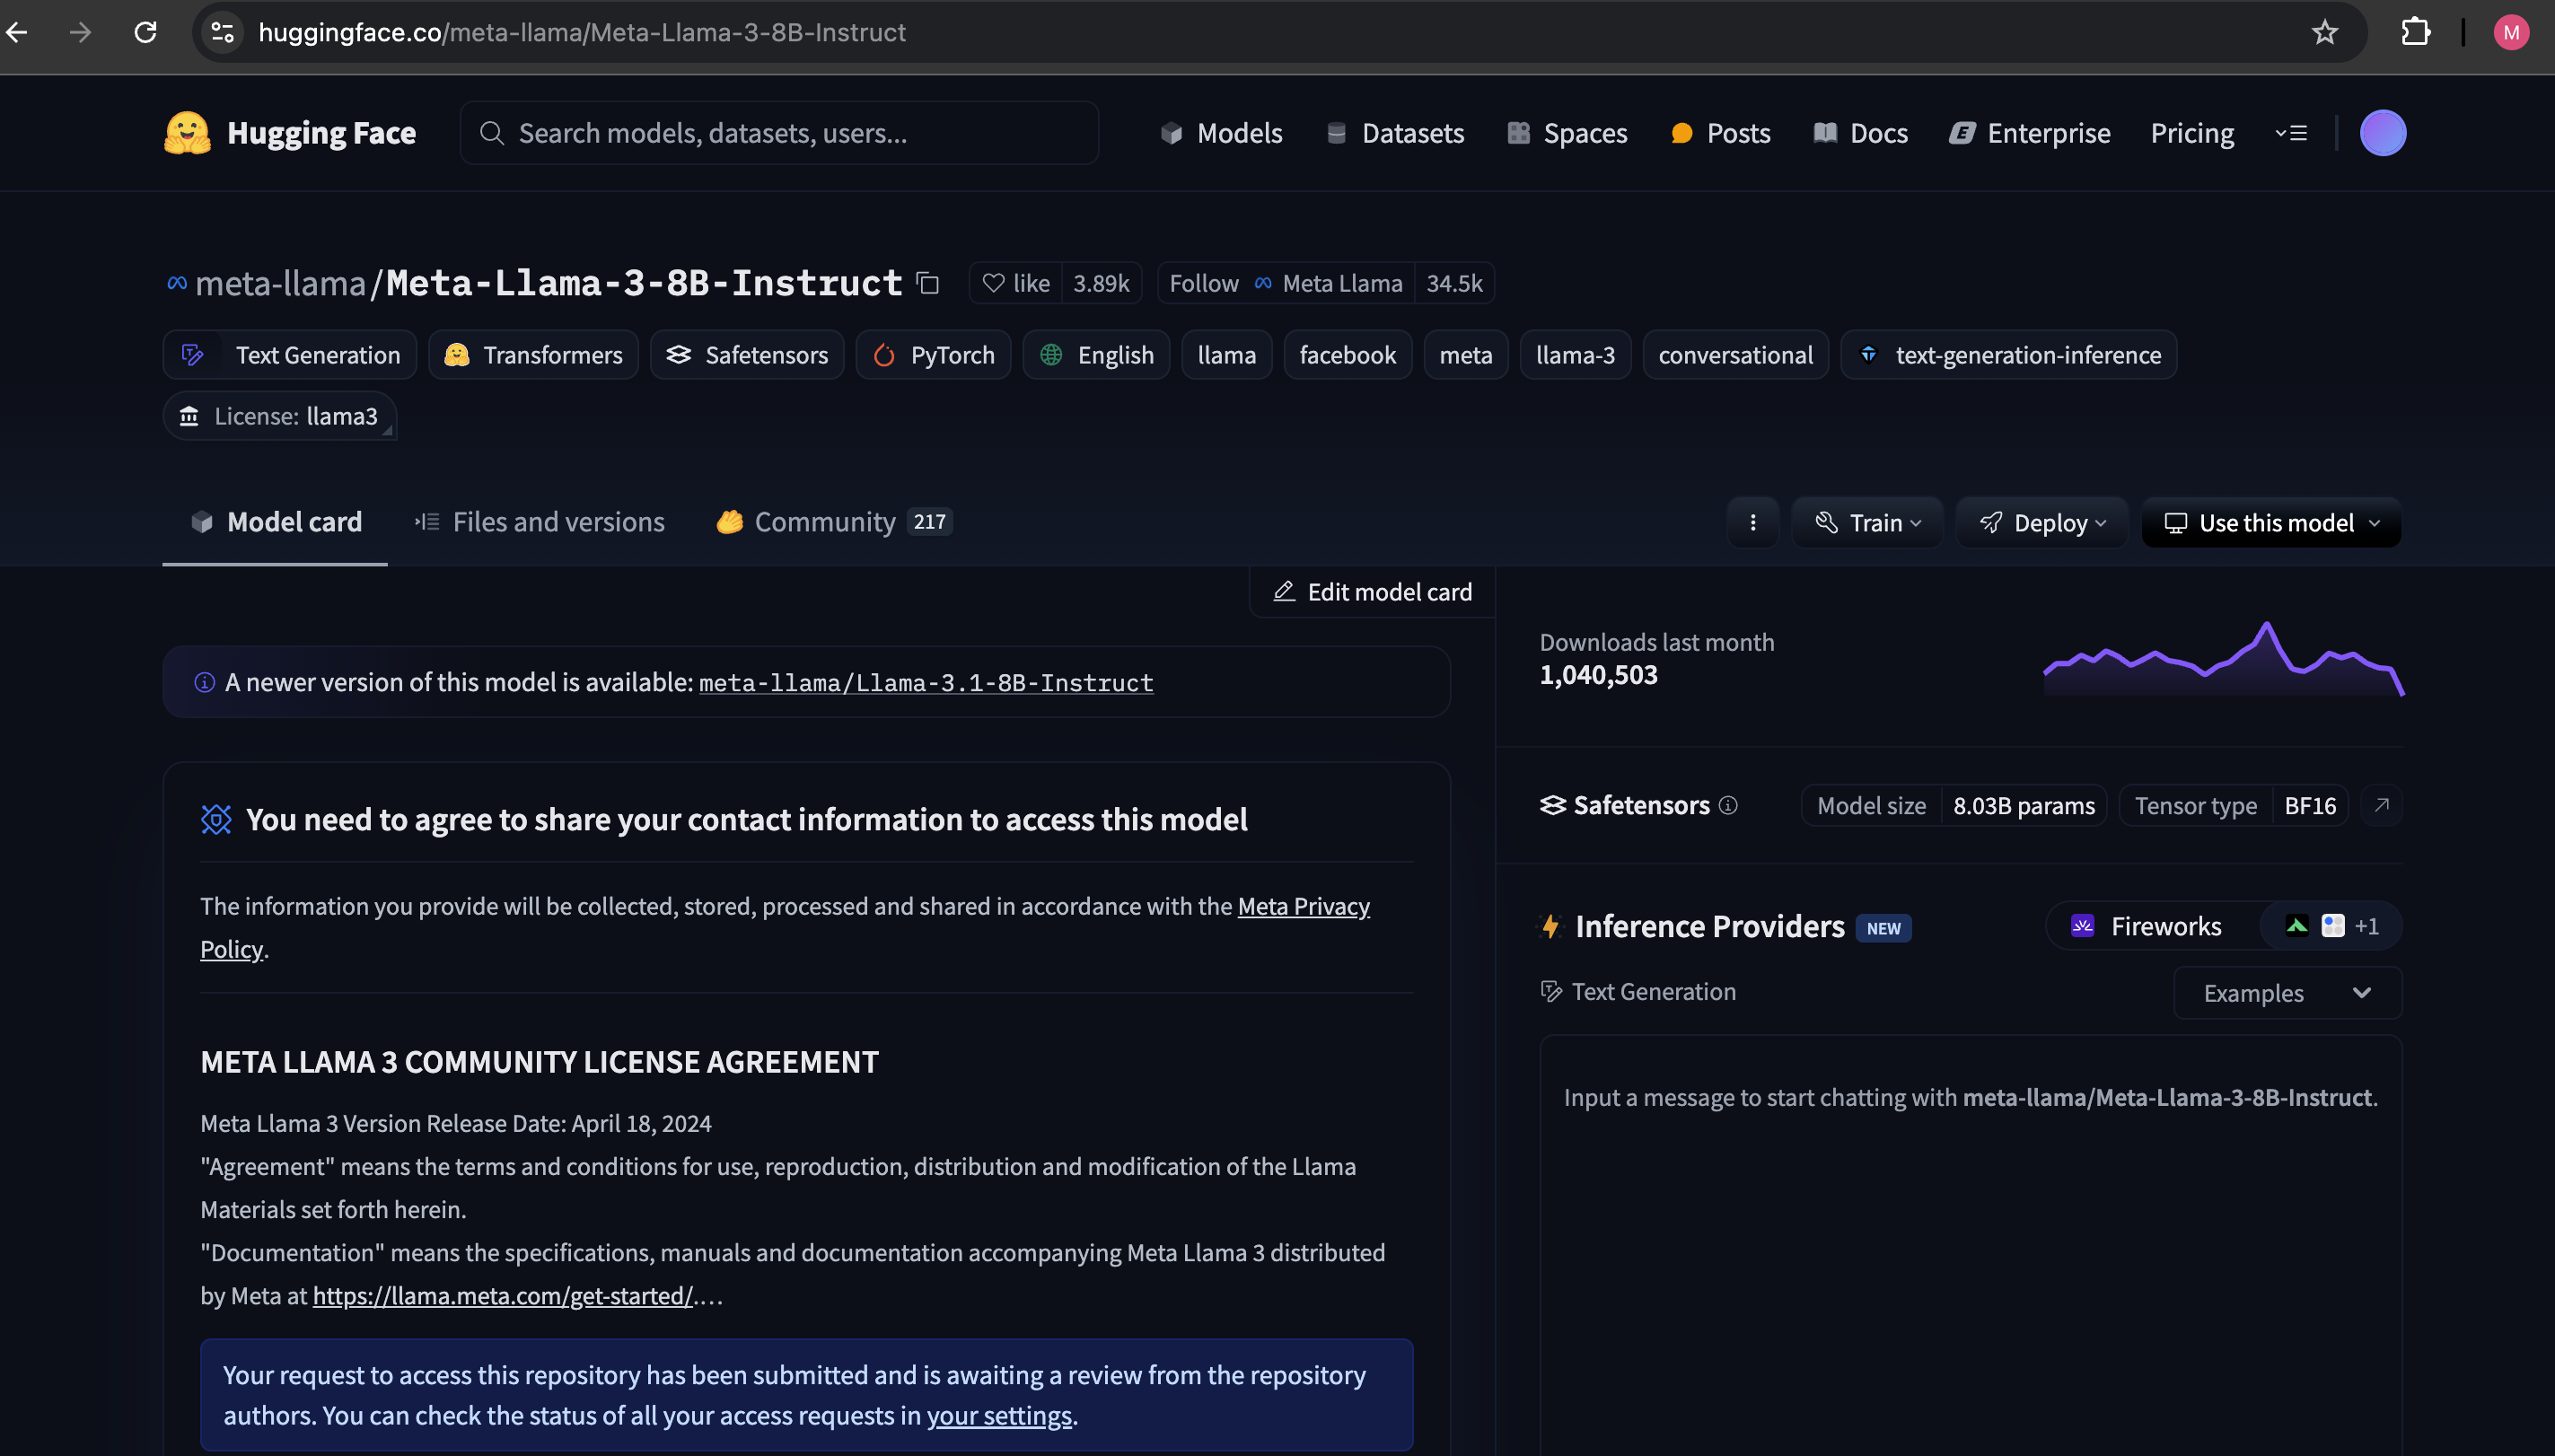 huggingface.co/meta-llama/Meta-Llama-3-8B-Instruct
M
Hugging Face
Search models, datasets, users...
Models
Datasets
Spaces
Posts
Docs
Enterprise
Pricing
meta-llama/Meta-Llama-3-8B-Instruct
like 3.89k
Follow Meta Llama 34.5k
Text Generation
Transformers
Safetensors
PyTorch
English
llama
facebook
meta
llama-3
conversational
text-generation-inference
License: llama3
Model card
Files and versions
Community 217
Train
Deploy
Use this model
Edit model card
A newer version of this model is available: meta-llama/Llama-3.1-8B-Instruct
You need to agree to share your contact information to access this model
The information you provide will be collected, stored, processed and shared in accordance with the Meta Privacy
Policy.
META LLAMA 3 COMMUNITY LICENSE AGREEMENT
Meta Llama 3 Version Release Date: April 18, 2024
"Agreement" means the terms and conditions for use, reproduction, distribution and modification of the Llama
Materials set forth herein.
"Documentation" means the specifications, manuals and documentation accompanying Meta Llama 3 distributed
by Meta at https://llama.meta.com/get-started/.…
Your request to access this repository has been submitted and is awaiting a review from the repository
authors. You can check the status of all your access requests in your settings.
Downloads last month
1,040,503
Safetensors
Model size 8.03B params
Tensor type BF16
Inference Providers NEW
Fireworks
+1
Text Generation
Examples
Input a message to start chatting with meta-llama/Meta-Llama-3-8B-Instruct.